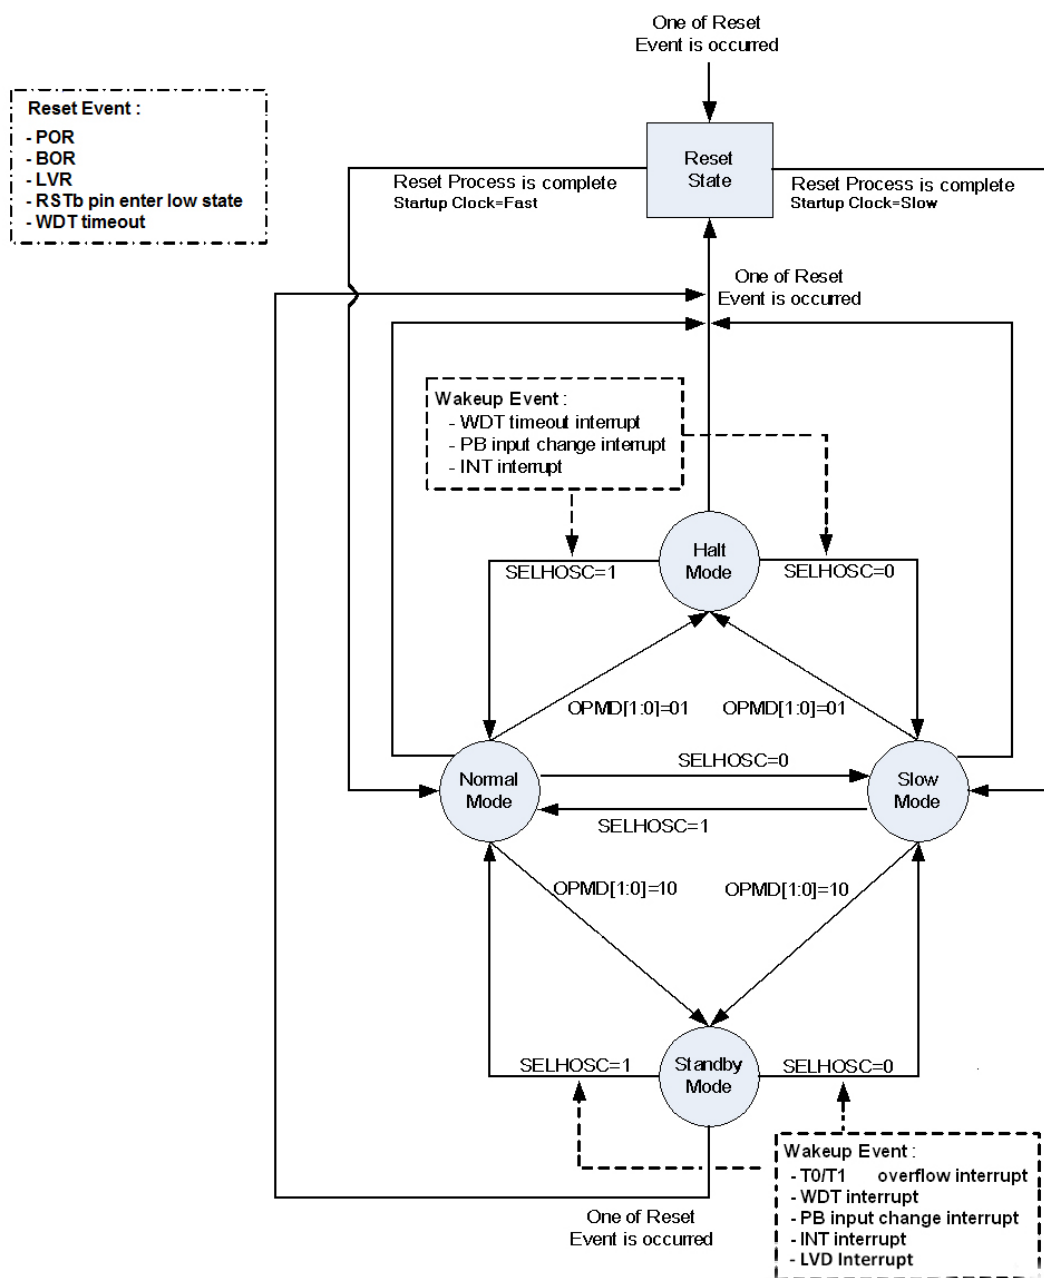 One of Reset
Event is occurred
Reset Event :
- POR
- BOR
- LVR
- RSTb pin enter low state
- WDT timeout
Reset
State
Reset Process is complete
Startup Clock=Fast
Reset Process is complete
Startup Clock=Slow
One of Reset
Event is occurred
Wakeup Event :
- WDT timeout interrupt
- PB input change interrupt
- INT interrupt
Halt
Mode
SELHOSC=1
SELHOSC=0
OPMD[1:0]=01
OPMD[1:0]=01
Normal
Mode
SELHOSC=0
Slow
Mode
SELHOSC=1
OPMD[1:0]=10
OPMD[1:0]=10
Standby
Mode
SELHOSC=1
SELHOSC=0
Wakeup Event :
- T0/T1 overflow interrupt
- WDT interrupt
- PB input change interrupt
- INT interrupt
- LVD Interrupt
One of Reset
Event is occurred